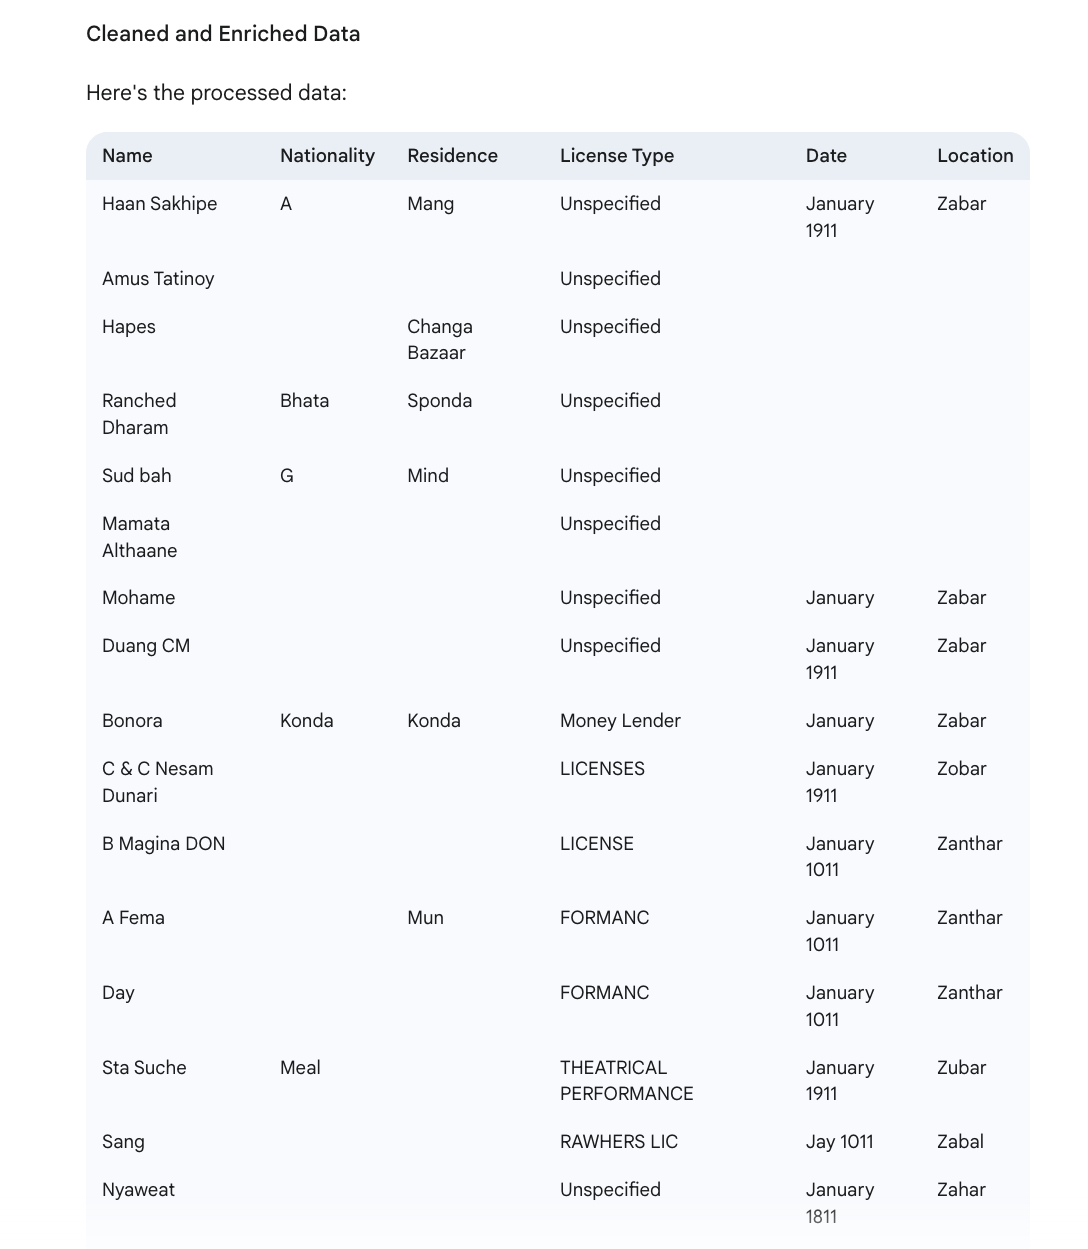 Cleaned and Enriched Data
Here's the processed data:
Name Nationality Residence License Type Date Location
Haan Sakhipe A Mang Unspecified January Zabar
1911
Amus Tatinoy Unspecified
Hapes Changa Unspecified
Bazaar
Ranched Bhata Sponda Unspecified
Dharam
Sud bah G Mind Unspecified
Mamata Unspecified
Althaane
Mohame Unspecified January Zabar
Duang CM Unspecified January Zabar
1911
Bonora Konda Konda Money Lender January Zabar
C & C Nesam LICENSES January Zobar
Dunari 1911
B Magina DON LICENSE January Zanthar
1011
A Fema Mun FORMANC January Zanthar
1011
Day FORMANC January Zanthar
1011
Sta Suche Meal THEATRICAL January Zubar
PERFORMANCE 1911
Sang RAWHERS LIC Jay 1011 Zabal
Nyaweat Unspecified January Zahar
1811